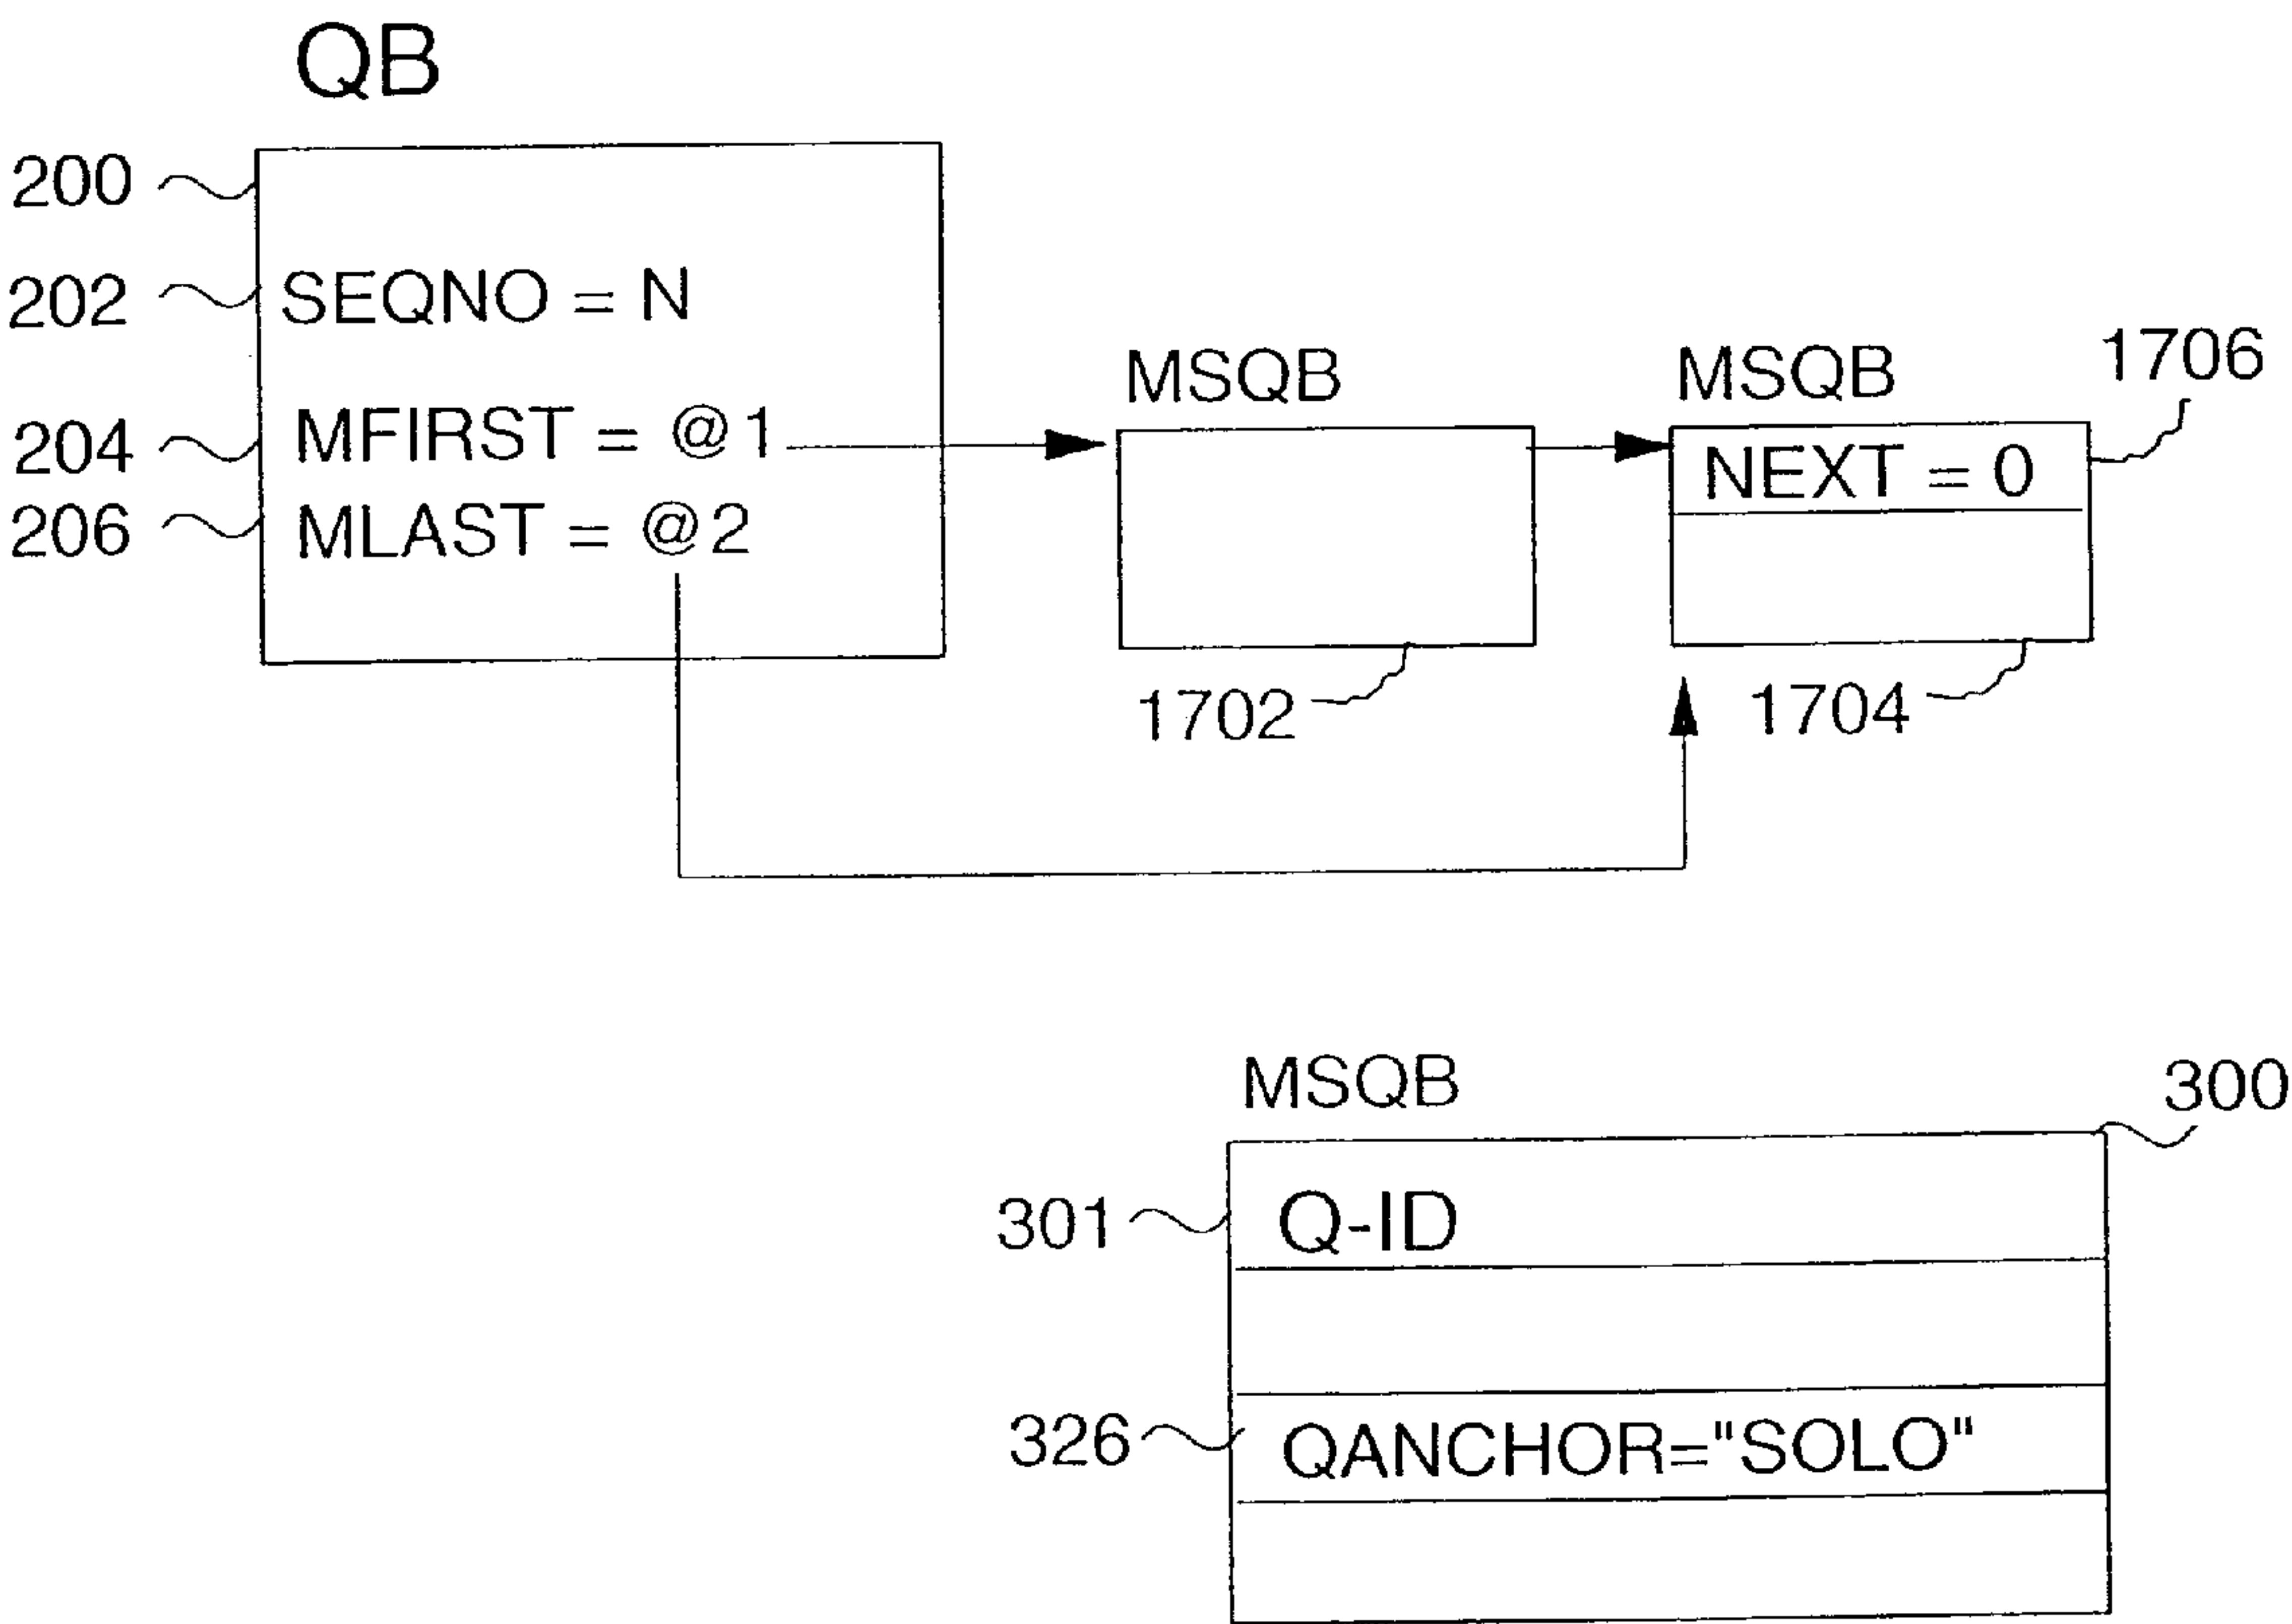 QB
200
202 SEQNO = N
204 MFIRST = @1
206 MLAST = @2
MSQB
1702
MSQB
1706
NEXT = 0
1704
MSQB
300
301 Q-ID
326 QANCHOR="SOLO"